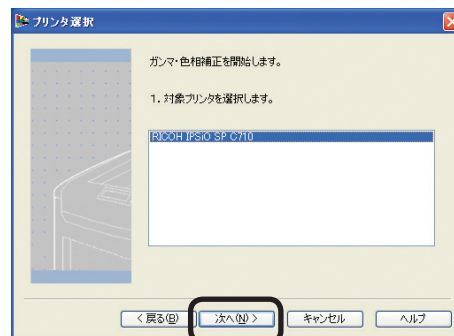 プリンタ選択
ガンマ・色相補正を開始します。
1. 対象プリンタを選択します。
RICOH IPSiO SP C710
< 戻る(B)
次へ(N) >
キャンセル
ヘルプ